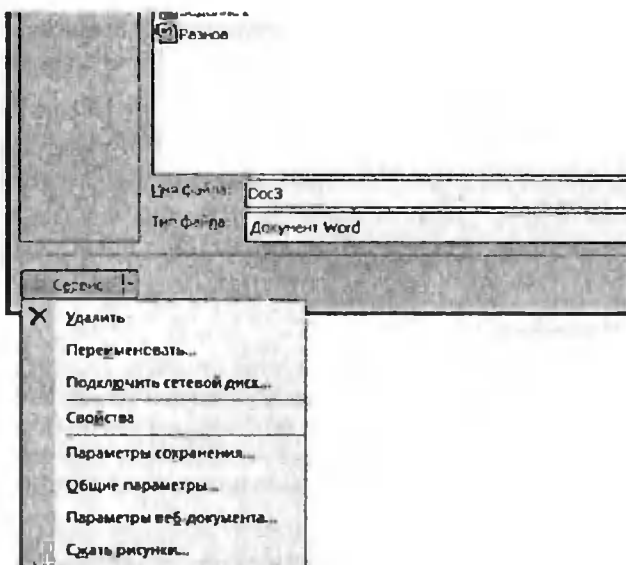 Разноа
Имя файла: Doc3
Тип файла: Документ Word
Сервис
Удалить
Переименовать...
Подключить сетевой диск...
Свойства
Параметры сохранения...
Общие параметры...
Параметры веб-документа...
Сжать рисунки...